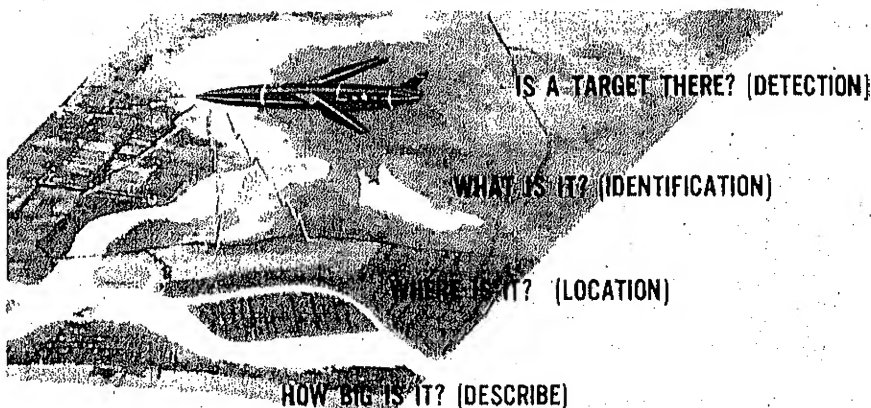 IS A TARGET THERE? (DETECTION)
WHAT IS IT? (IDENTIFICATION)
WHERE IS IT? (LOCATION)
HOW BIG IS IT? (DESCRIBE)